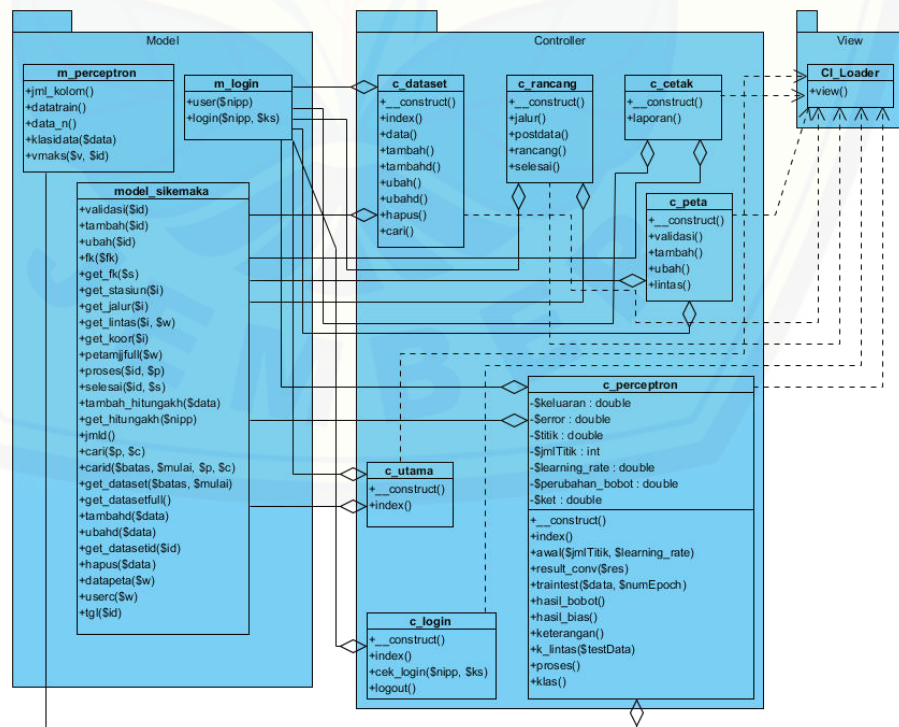 Model
m_perceptron
+jml_kolom()
+datatrain()
+data_n()
+klasidata($data)
+vmaks($v, $id)
m_login
+user($nipp)
+login($nipp, $ks)
model_sikemaka
+validasi($id)
+tambah($id)
+ubah($id)
+fk($fk)
+get_fk($s)
+get_stasiun($i)
+get_jalur($i)
+get_lintas($i, $w)
+get_koor($i)
+petamjjfull($w)
+proses($id, $p)
+selesai($id, $s)
+tambah_hitungakh($data)
+get_hitungakh($nipp)
+jmld()
+cari($p, $c)
+carid($batas, $mulai, $p, $c)
+get_dataset($batas, $mulai)
+get_datasetfull()
+tambahd($data)
+ubahd($data)
+get_datasetid($id)
+hapus($data)
+datapeta($w)
+userc($w)
+tgl($id)
Controller
c_dataset
+__construct()
+index()
+data()
+tambah()
+tambahd()
+ubah()
+ubahd()
+hapus()
+cari()
c_rancang
+__construct()
+jalur()
+postdata()
+rancang()
+selesai()
c_cetak
+__construct()
+laporan()
c_peta
+__construct()
+validasi()
+tambah()
+ubah()
+lintas()
c_perceptron
-$keluaran : double
-$error : double
-$titik : double
-$jmlTitik : int
-$learning_rate : double
-$perubahan_bobot : double
-$ket : double
+__construct()
+index()
+awal($jmlTitik, $learning_rate)
+result_conv($res)
+traintest($data, $numEpoch)
+hasil_bobot()
+hasil_bias()
+keterangan()
+k_lintas($testData)
+proses()
+klas()
c_utama
+__construct()
+index()
c_login
+__construct()
+index()
+cek_login($nipp, $ks)
+logout()
View
CI_Loader
+view()
JEMBER